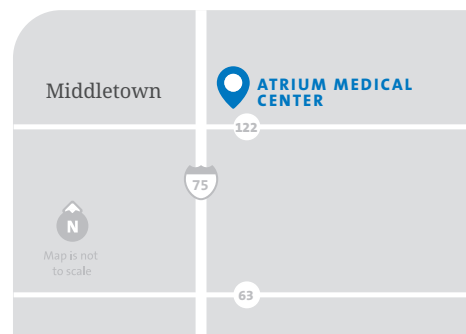 Middletown
ATRIUM MEDICAL
CENTER
122
75
N
Map is not
to scale
63